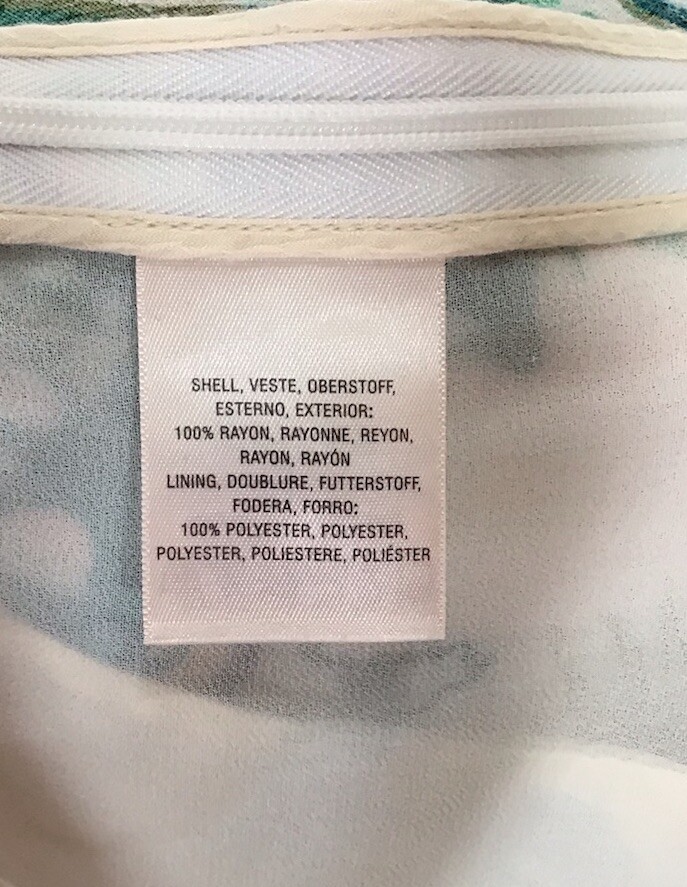 SHELL, VESTE, OBERSTOFF,
ESTERNO, EXTERIOR:
100% RAYON, RAYONNE, REYON,
RAYON, RAYÓN
LINING, DOUBLURE, FUTTERSTOFF,
FODERA, FORRO:
100% POLYESTER, POLYESTER,
POLYESTER, POLIESTERE, POLIÉSTER